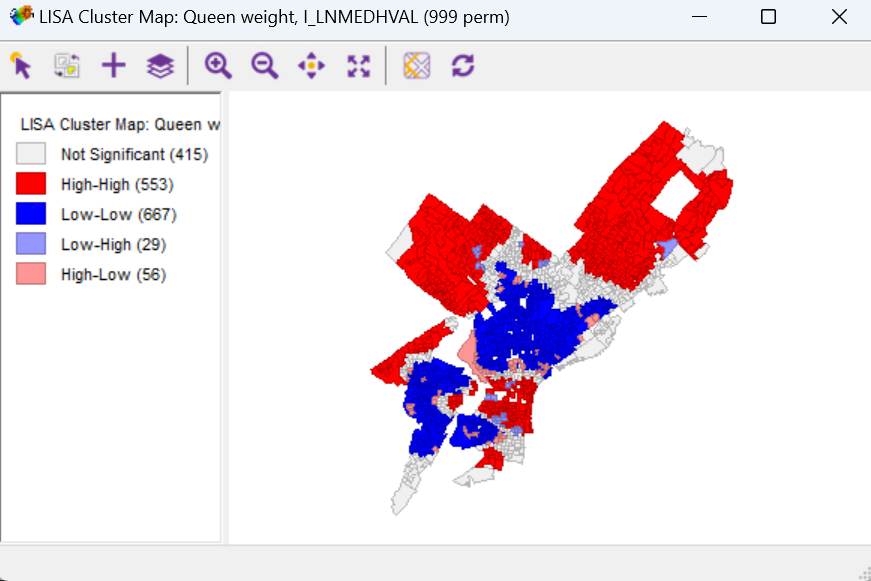 LISA Cluster Map: Queen weight, I_LNMEDHVAL (999 perm)
LISA Cluster Map: Queen w
Not Significant (415)
High-High (553)
Low-Low (667)
Low-High (29)
High-Low (56)